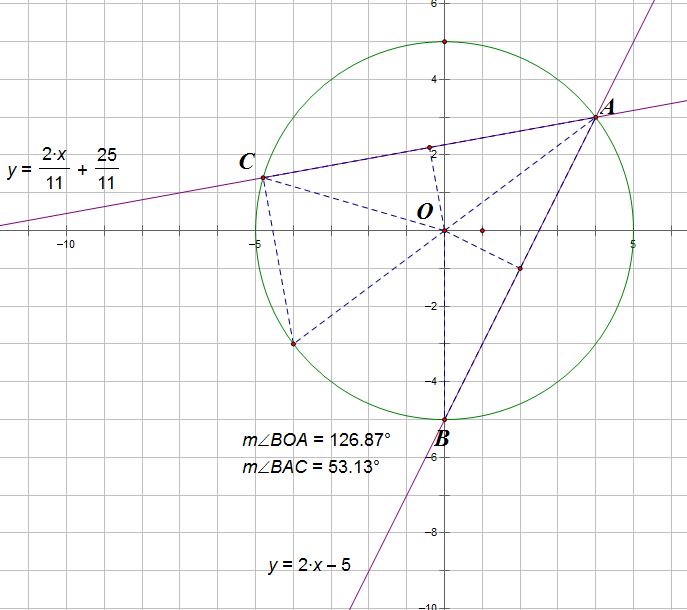 6
4
A
C
2
y = 2·x/11 + 25/11
O
−10
−5
5
−2
−4
m∠BOA = 126.87°
B
−6
m∠BAC = 53.13°
−8
y = 2·x − 5
−10